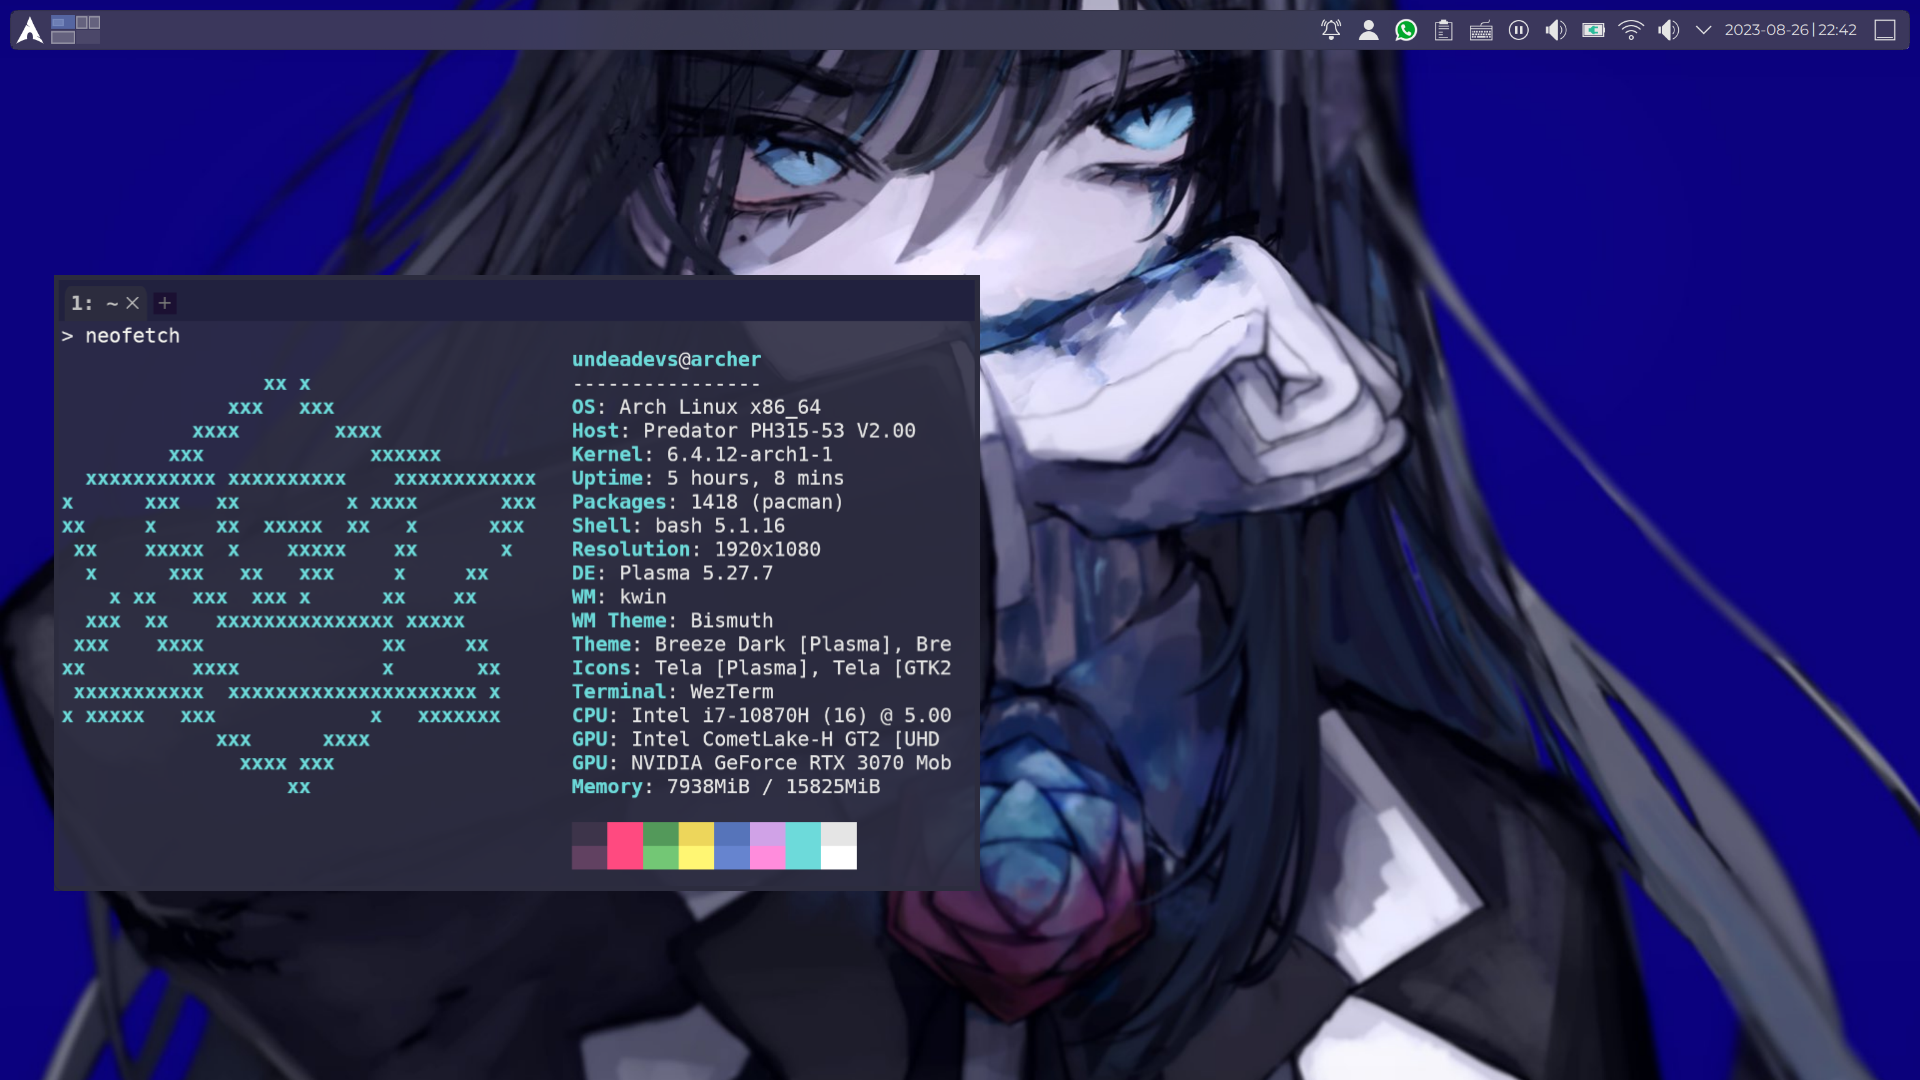 2023-08-26|22:42
1: ~
> neofetch
undeadevs@archer
----------------
xx x
OS: Arch Linux x86_64
xxx   xxx
Host: Predator PH315-53 V2.00
xxxx        xxxx
Kernel: 6.4.12-arch1-1
xxx              xxxxxx
Uptime: 5 hours, 8 mins
xxxxxxxxxxx xxxxxxxxxx    xxxxxxxxxxxx
Packages: 1418 (pacman)
x      xxx   xx         x xxxx       xxx
Shell: bash 5.1.16
xx     x     xx  xxxxx  xx   x      xxx
Resolution: 1920x1080
xx    xxxxx  x    xxxxx    xx       x
DE: Plasma 5.27.7
x      xxx   xx   xxx     x     xx
WM: kwin
x xx   xxx  xxx x      xx    xx
WM Theme: Bismuth
xxx  xx    xxxxxxxxxxxxxxx xxxxx
Theme: Breeze Dark [Plasma], Bre
xxx    xxxx               xx     xx
Icons: Tela [Plasma], Tela [GTK2
xx         xxxx            x       xx
Terminal: WezTerm
xxxxxxxxxxx  xxxxxxxxxxxxxxxxxxxxx x
CPU: Intel i7-10870H (16) @ 5.00
x xxxxx   xxx             x   xxxxxxx
GPU: Intel CometLake-H GT2 [UHD
xxx      xxxx
GPU: NVIDIA GeForce RTX 3070 Mob
xxxx xxx
Memory: 7938MiB / 15825MiB
xx